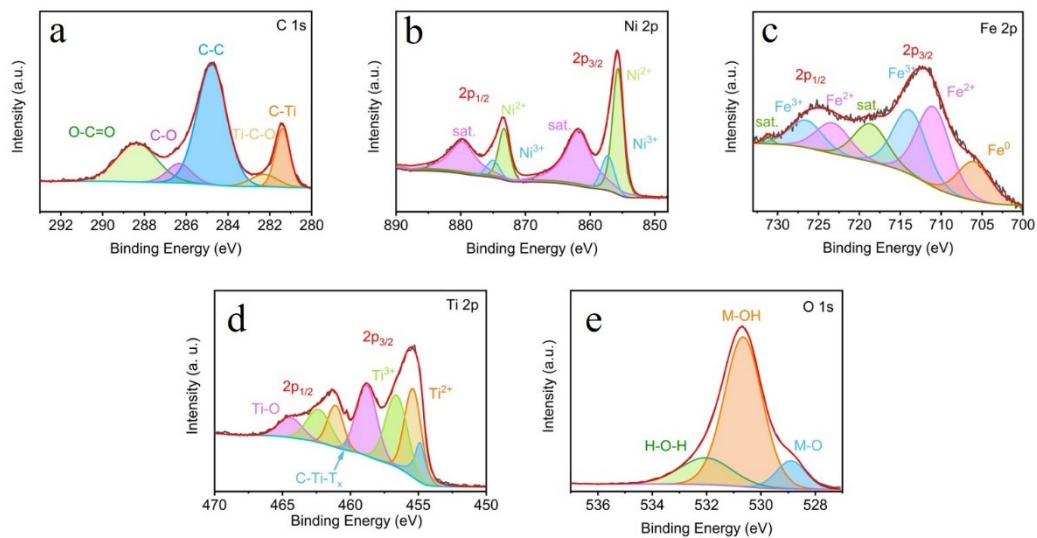 a
C 1s
C-C
O-C=O
C-O
Ti-C-O
C-Ti
Intensity (a.u.)
292 290 288 286 284 282 280
Binding Energy (eV)
b
Ni 2p
2p3/2
Ni2+
2p1/2
Ni2+
sat.
sat.
Ni3+
Ni3+
Intensity (a.u.)
890 880 870 860 850
Binding Energy (eV)
c
Fe 2p
2p3/2
2p1/2
Fe3+
Fe2+
Fe3+
Fe2+
sat.
sat.
Fe0
Intensity (a.u.)
730 725 720 715 710 705 700
Binding Energy (eV)
d
Ti 2p
2p3/2
2p1/2
Ti3+
Ti2+
Ti-O
C-Ti-Tx
Intensity (a. u.)
470 465 460 455 450
Binding Energy (eV)
e
O 1s
M-OH
H-O-H
M-O
Intensity (a.u.)
536 534 532 530 528
Binding Energy (eV)